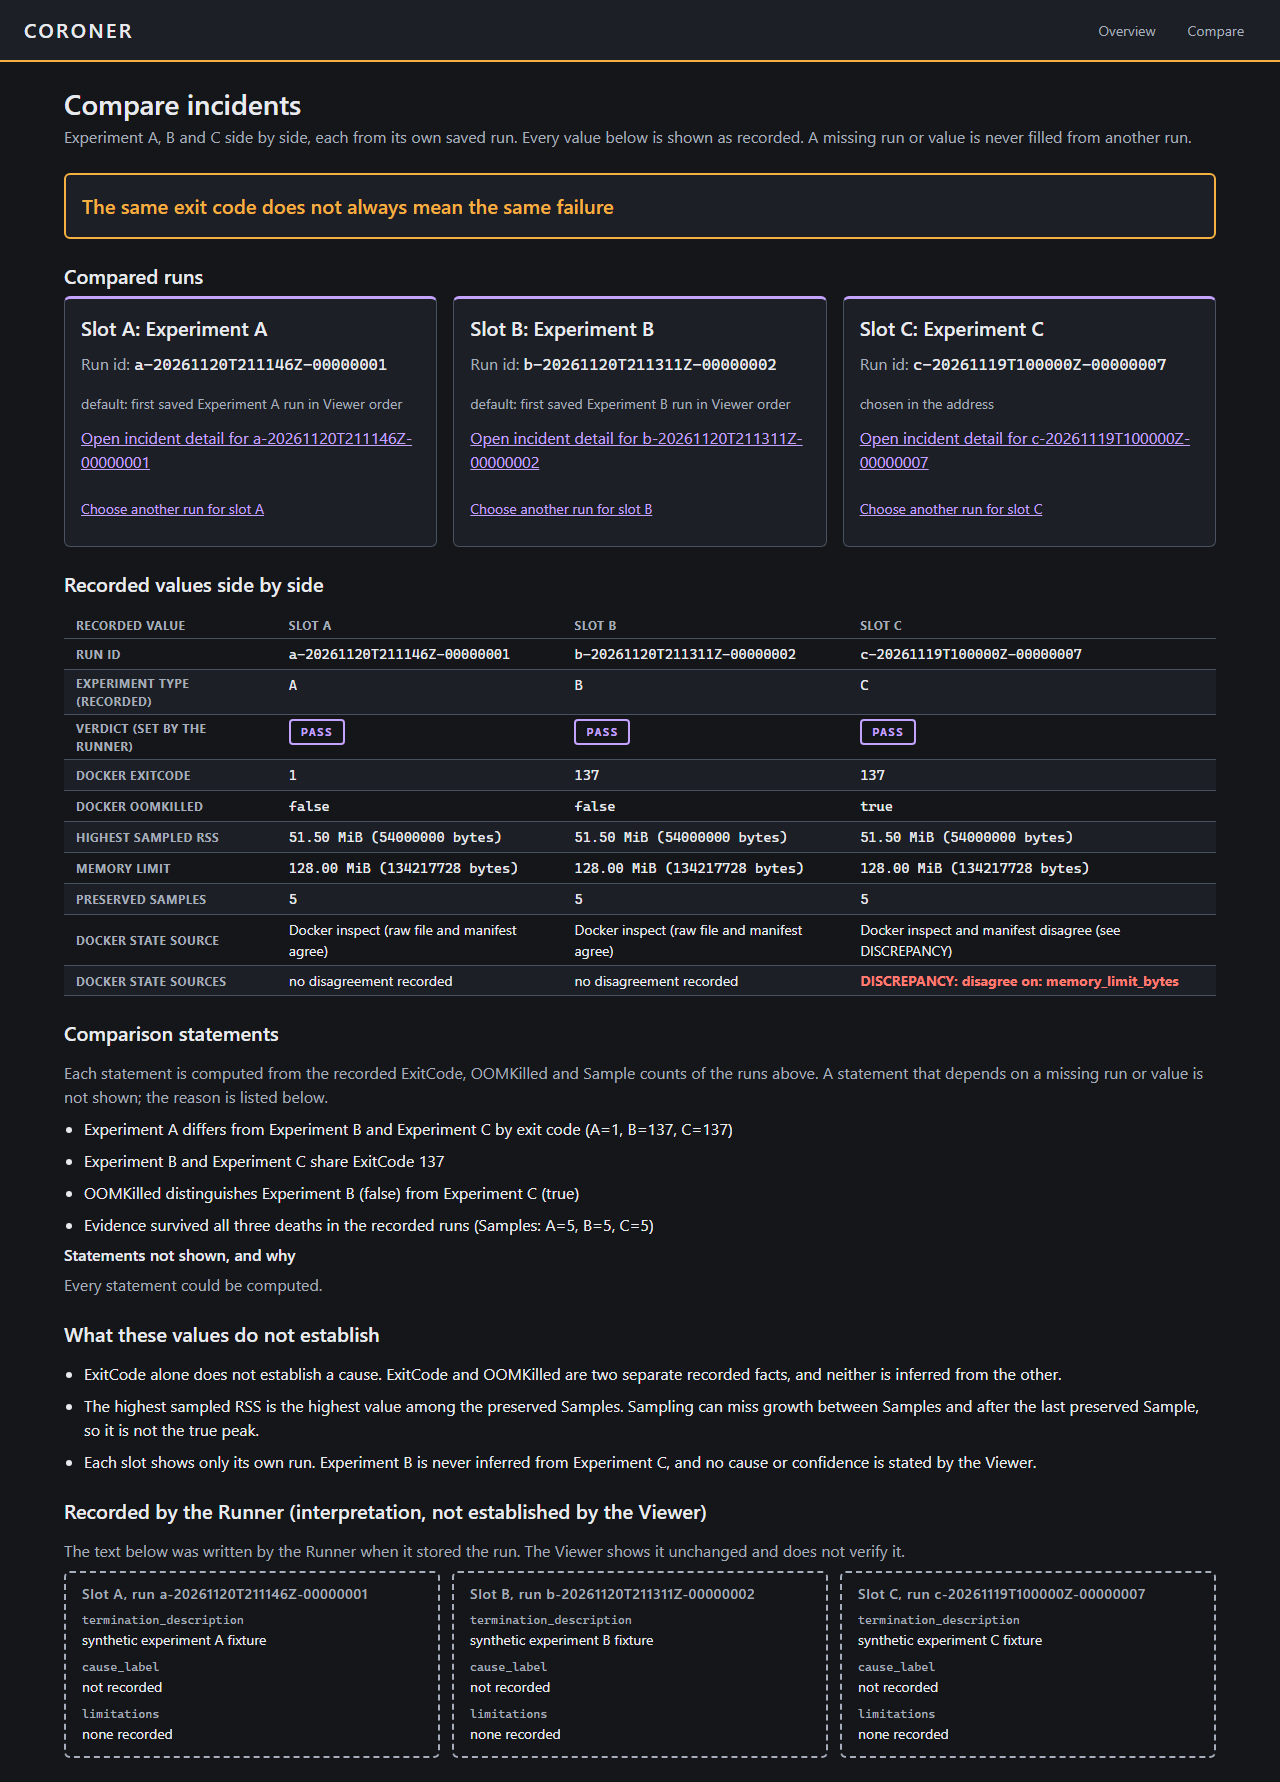 CORONER
Overview
Compare
Compare incidents
Experiment A, B and C side by side, each from its own saved run. Every value below is shown as recorded. A missing run or value is never filled from another run.
The same exit code does not always mean the same failure
Compared runs
Slot A: Experiment A
Run id: a-20261120T211146Z-00000001
default: first saved Experiment A run in Viewer order
Open incident detail for a-20261120T211146Z-
00000001
Choose another run for slot A
Slot B: Experiment B
Run id: b-20261120T211311Z-00000002
default: first saved Experiment B run in Viewer order
Open incident detail for b-20261120T211311Z-
00000002
Choose another run for slot B
Slot C: Experiment C
Run id: c-20261119T100000Z-00000007
chosen in the address
Open incident detail for c-20261119T100000Z-
00000007
Choose another run for slot C
Recorded values side by side
RECORDED VALUE SLOT A SLOT B SLOT C
RUN ID a-20261120T211146Z-00000001 b-20261120T211311Z-00000002 c-20261119T100000Z-00000007
EXPERIMENT TYPE
(RECORDED) A B C
VERDICT (SET BY THE
RUNNER) PASS PASS PASS
DOCKER EXITCODE 1 137 137
DOCKER OOMKILLED false false true
HIGHEST SAMPLED RSS 51.50 MiB (54000000 bytes) 51.50 MiB (54000000 bytes) 51.50 MiB (54000000 bytes)
MEMORY LIMIT 128.00 MiB (134217728 bytes) 128.00 MiB (134217728 bytes) 128.00 MiB (134217728 bytes)
PRESERVED SAMPLES 5 5 5
DOCKER STATE SOURCE
Docker inspect (raw file and manifest
agree)
Docker inspect (raw file and manifest
agree)
Docker inspect and manifest disagree (see
DISCREPANCY)
DOCKER STATE SOURCES no disagreement recorded no disagreement recorded DISCREPANCY: disagree on: memory_limit_bytes
Comparison statements
Each statement is computed from the recorded ExitCode, OOMKilled and Sample counts of the runs above. A statement that depends on a missing run or value is
not shown; the reason is listed below.
• Experiment A differs from Experiment B and Experiment C by exit code (A=1, B=137, C=137)
• Experiment B and Experiment C share ExitCode 137
• OOMKilled distinguishes Experiment B (false) from Experiment C (true)
• Evidence survived all three deaths in the recorded runs (Samples: A=5, B=5, C=5)
Statements not shown, and why
Every statement could be computed.
What these values do not establish
• ExitCode alone does not establish a cause. ExitCode and OOMKilled are two separate recorded facts, and neither is inferred from the other.
• The highest sampled RSS is the highest value among the preserved Samples. Sampling can miss growth between Samples and after the last preserved Sample,
so it is not the true peak.
• Each slot shows only its own run. Experiment B is never inferred from Experiment C, and no cause or confidence is stated by the Viewer.
Recorded by the Runner (interpretation, not established by the Viewer)
The text below was written by the Runner when it stored the run. The Viewer shows it unchanged and does not verify it.
Slot A, run a-20261120T211146Z-00000001
termination_description
synthetic experiment A fixture
cause_label
not recorded
limitations
none recorded
Slot B, run b-20261120T211311Z-00000002
termination_description
synthetic experiment B fixture
cause_label
not recorded
limitations
none recorded
Slot C, run c-20261119T100000Z-00000007
termination_description
synthetic experiment C fixture
cause_label
not recorded
limitations
none recorded